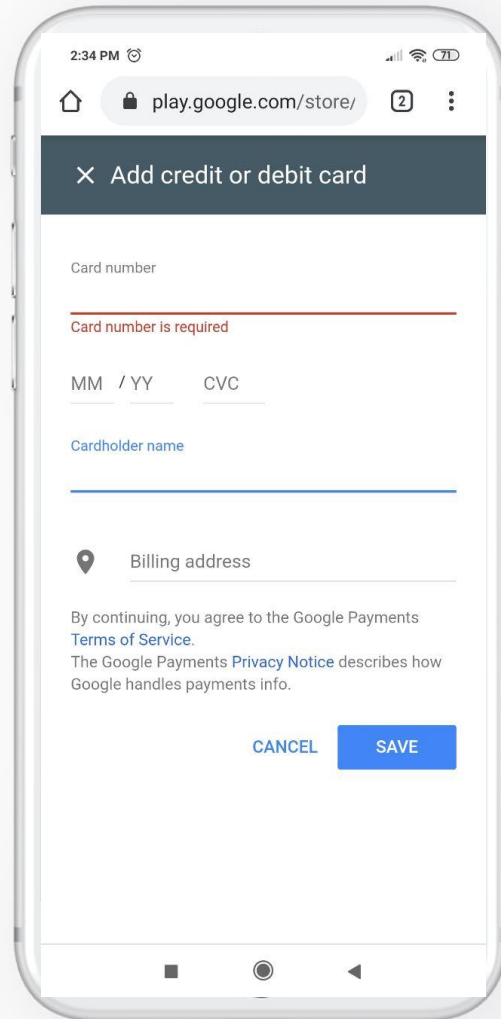 2:34 PM 71
play.google.com/store/ 2
Add credit or debit card
Card number
Card number is required
MM / YY CVC
Cardholder name
Billing address
By continuing, you agree to the Google Payments
Terms of Service.
The Google Payments Privacy Notice describes how
Google handles payments info.
CANCEL SAVE